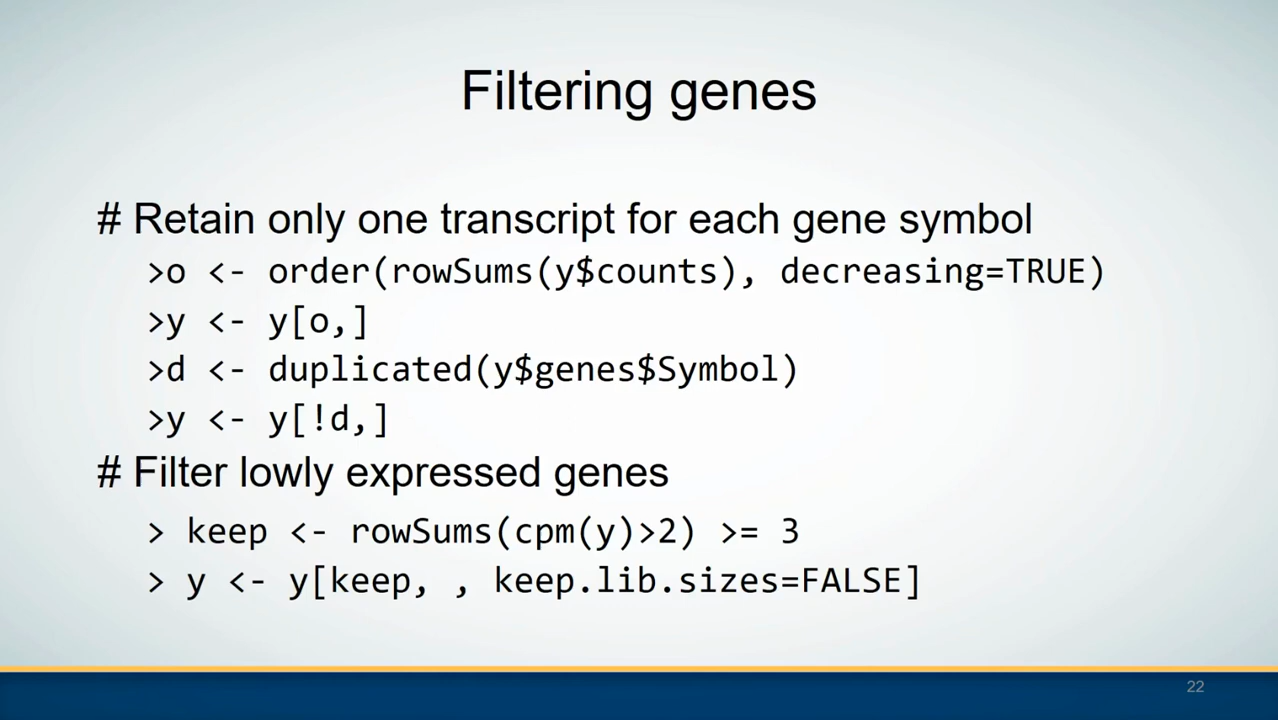 Filtering genes
# Retain only one transcript for each gene symbol
>o <- order(rowSums(y$counts), decreasing=TRUE)
>y <- y[o,]
>d <- duplicated(y$genes$Symbol)
>y <- y[!d,]
# Filter lowly expressed genes
> keep <- rowSums(cpm(y)>2) >= 3
> y <- y[keep, , keep.lib.sizes=FALSE]
22